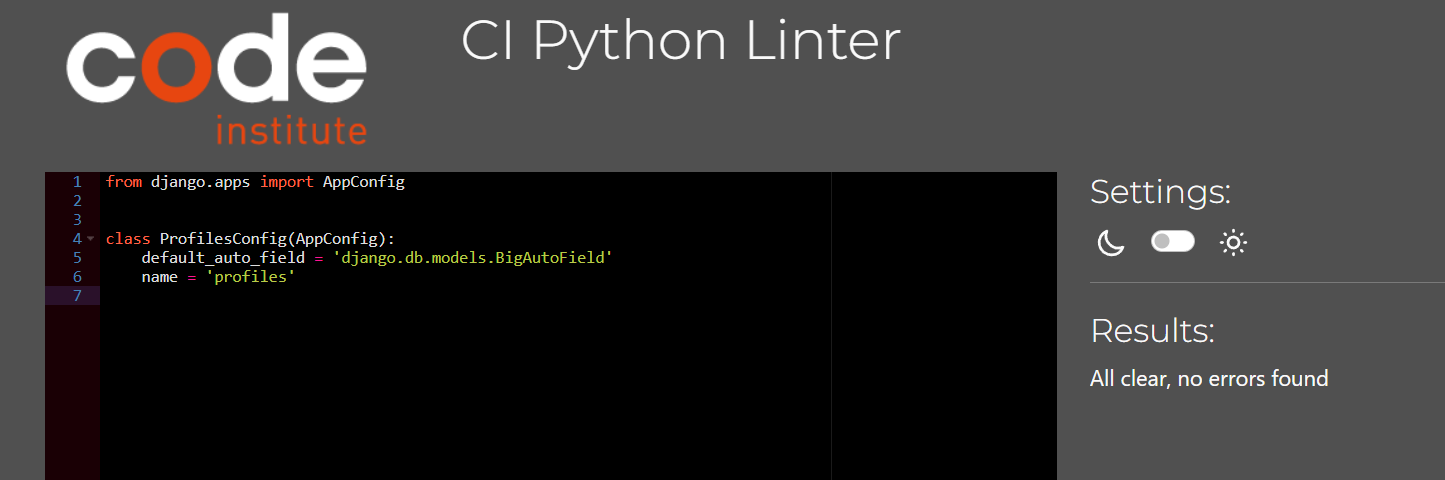 code
institute
CI Python Linter
1 from django.apps import AppConfig
2
3
4 class ProfilesConfig(AppConfig):
5     default_auto_field = 'django.db.models.BigAutoField'
6     name = 'profiles'
7
Settings:
Results:
All clear, no errors found